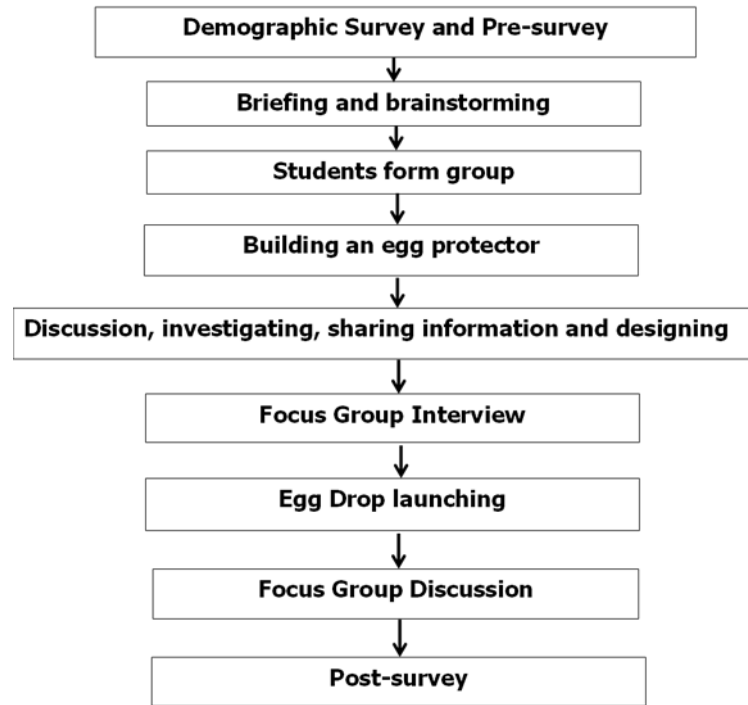 Demographic Survey and Pre-survey
Briefing and brainstorming
Students form group
Building an egg protector
Discussion, investigating, sharing information and designing
Focus Group Interview
Egg Drop launching
Focus Group Discussion
Post-survey